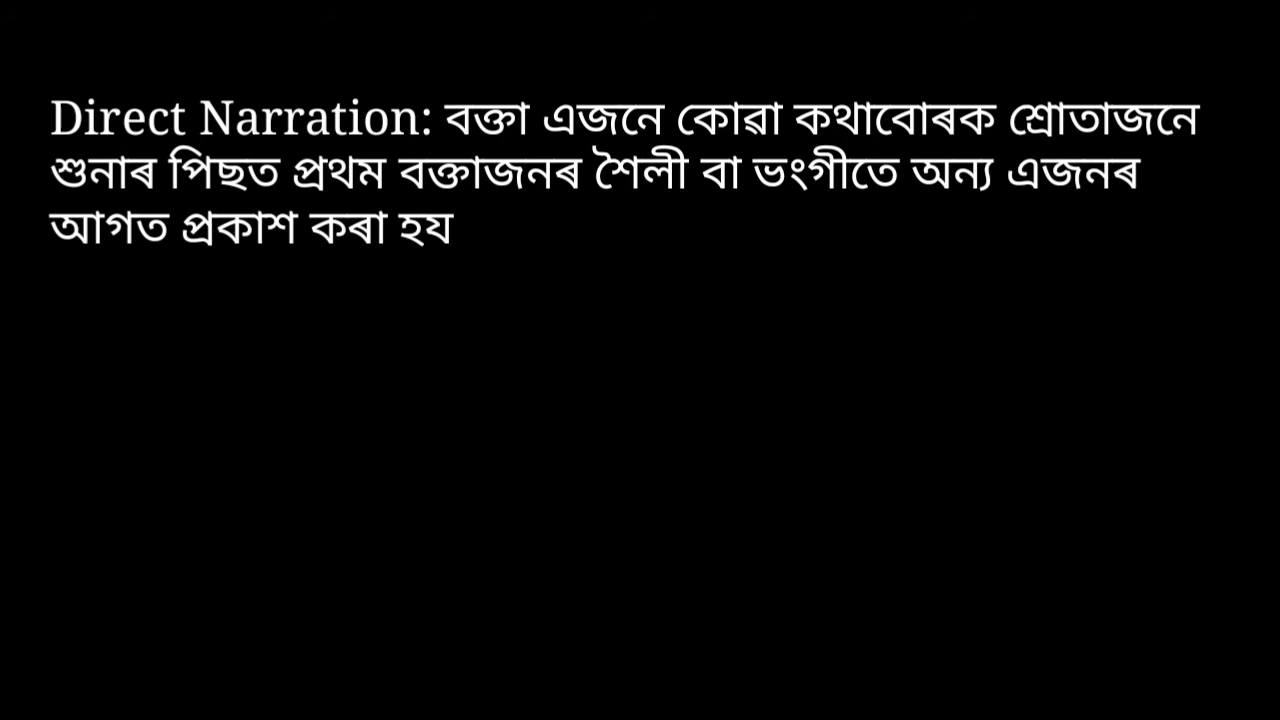 Direct Narration: বক্তা এজনে কোৱা কথাবোৰক শ্ৰোতাজনে
শুনাৰ পিছত প্ৰথম বক্তাজনৰ শৈলী বা ভংগীতে অন্য এজনৰ
আগত প্ৰকাশ কৰা হয